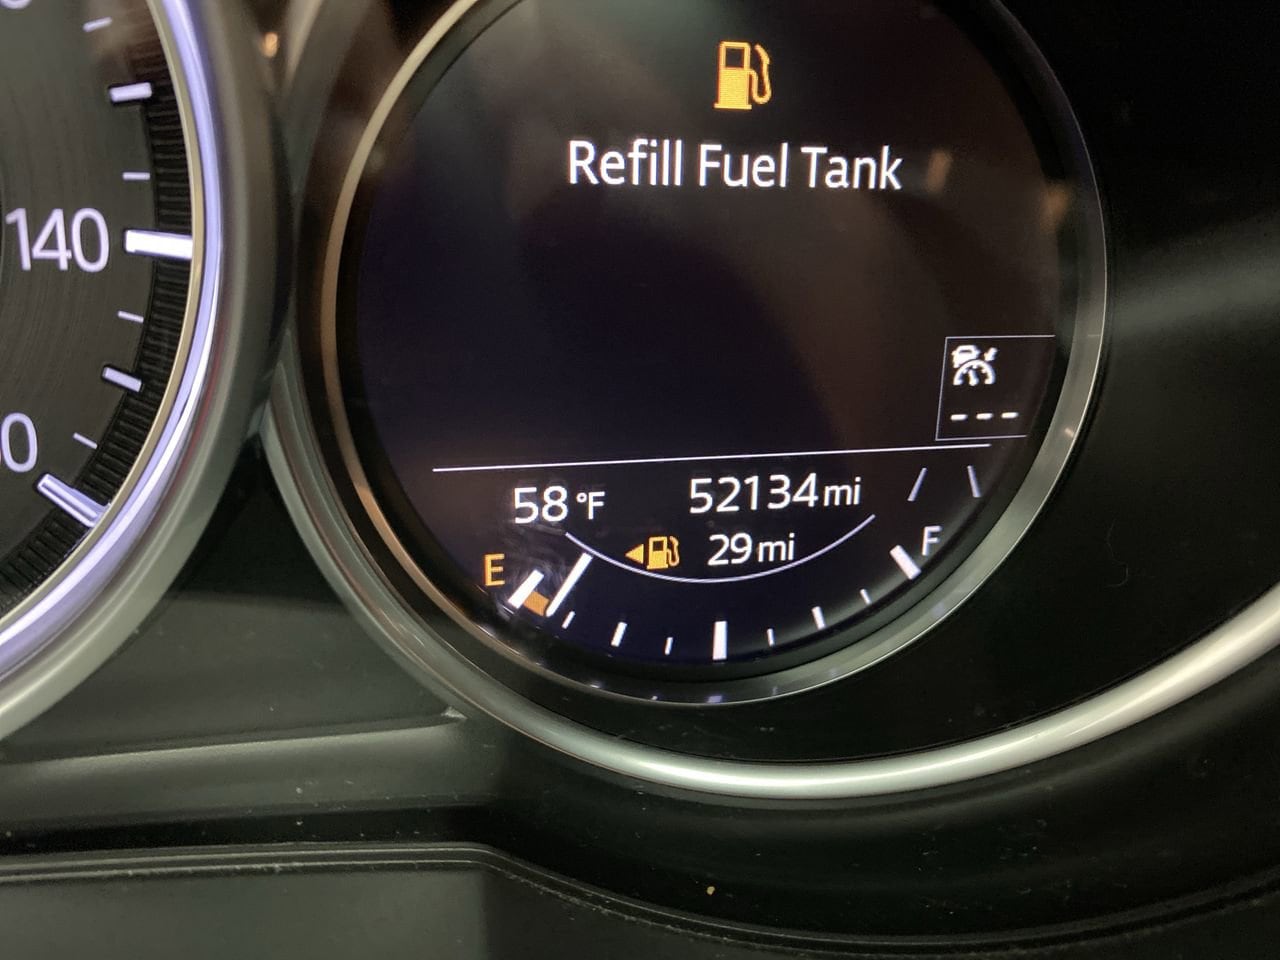 140
Refill Fuel Tank
---
58°F 52134mi
29mi
E F